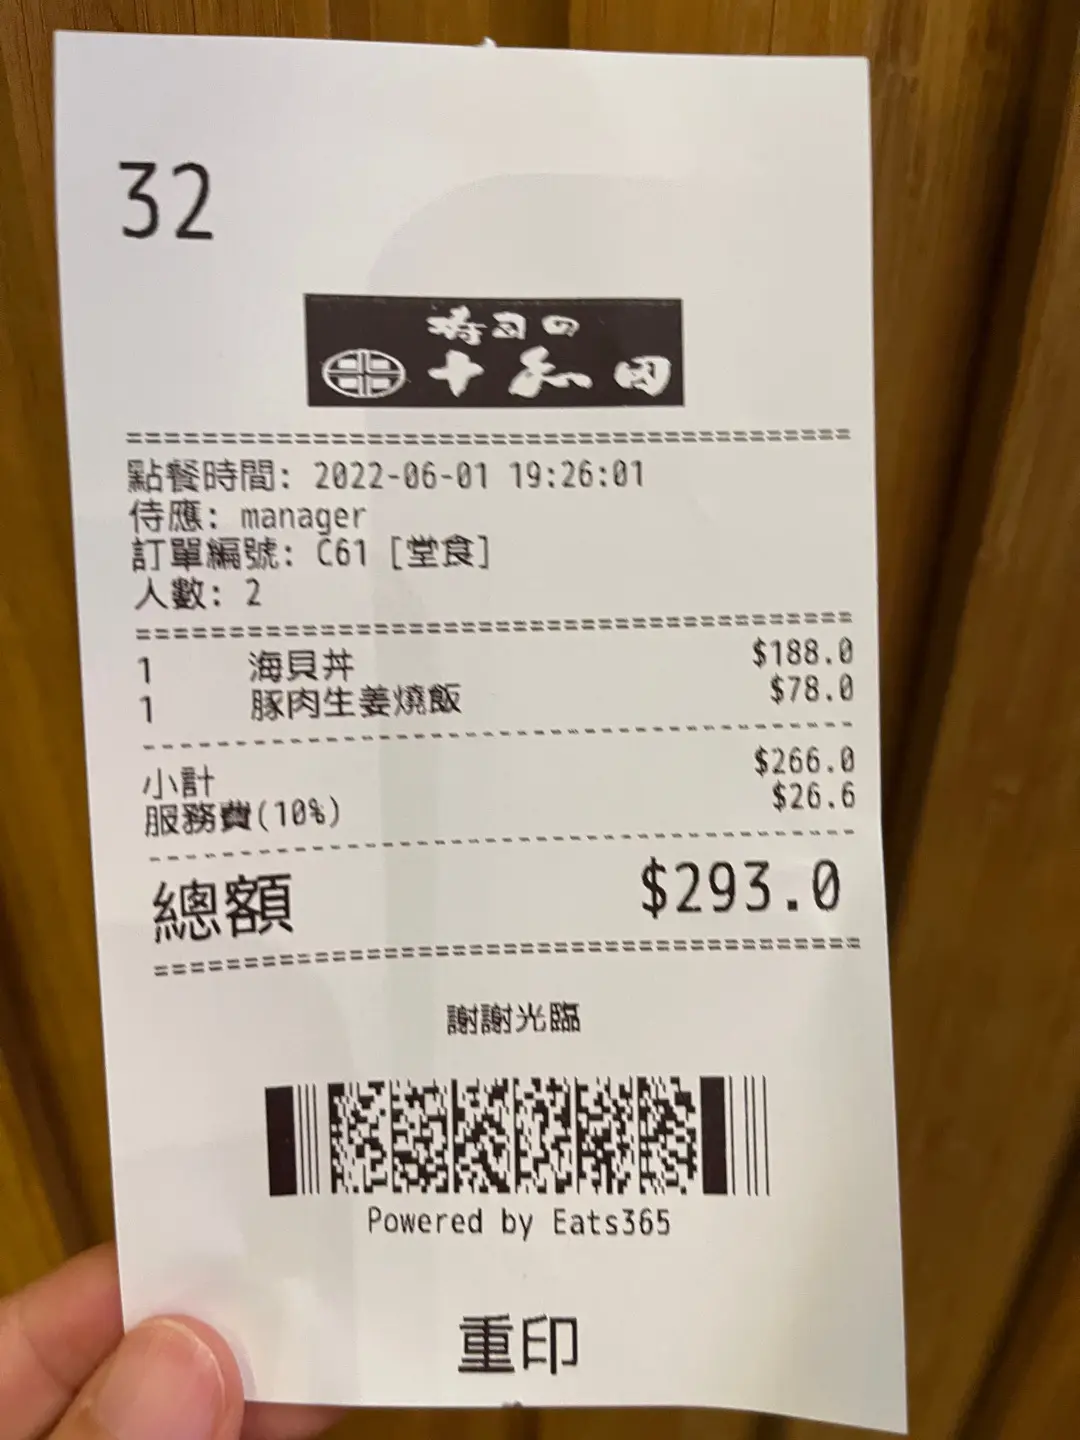 32
將司の
十和田
======================================
點餐時間: 2022-06-01 19:26:01
侍應: manager
訂單編號: C61 [堂食]
人數: 2
======================================
1 海貝丼 $188.0
1 豚肉生姜燒飯 $78.0
--------------------------------------
小計 $266.0
服務費(10%) $26.6
--------------------------------------
總額 $293.0
======================================
謝謝光臨
Powered by Eats365
重印